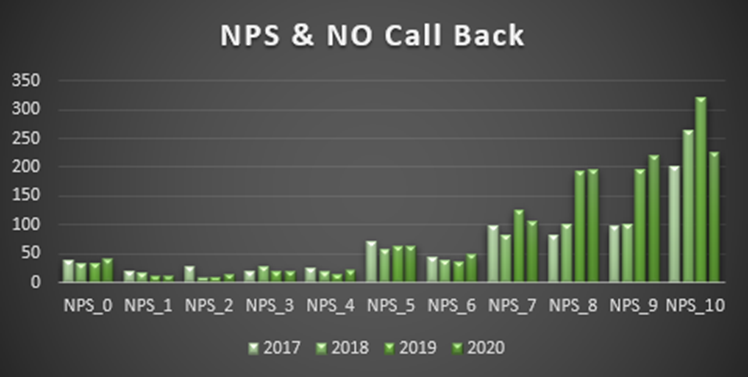 NPS & NO Call Back
350
300
250
200
150
100
50
0
NPS_0 NPS_1 NPS_2 NPS_3 NPS_4 NPS_5 NPS_6 NPS_7 NPS_8 NPS_9 NPS_10
2017 2018 2019 2020